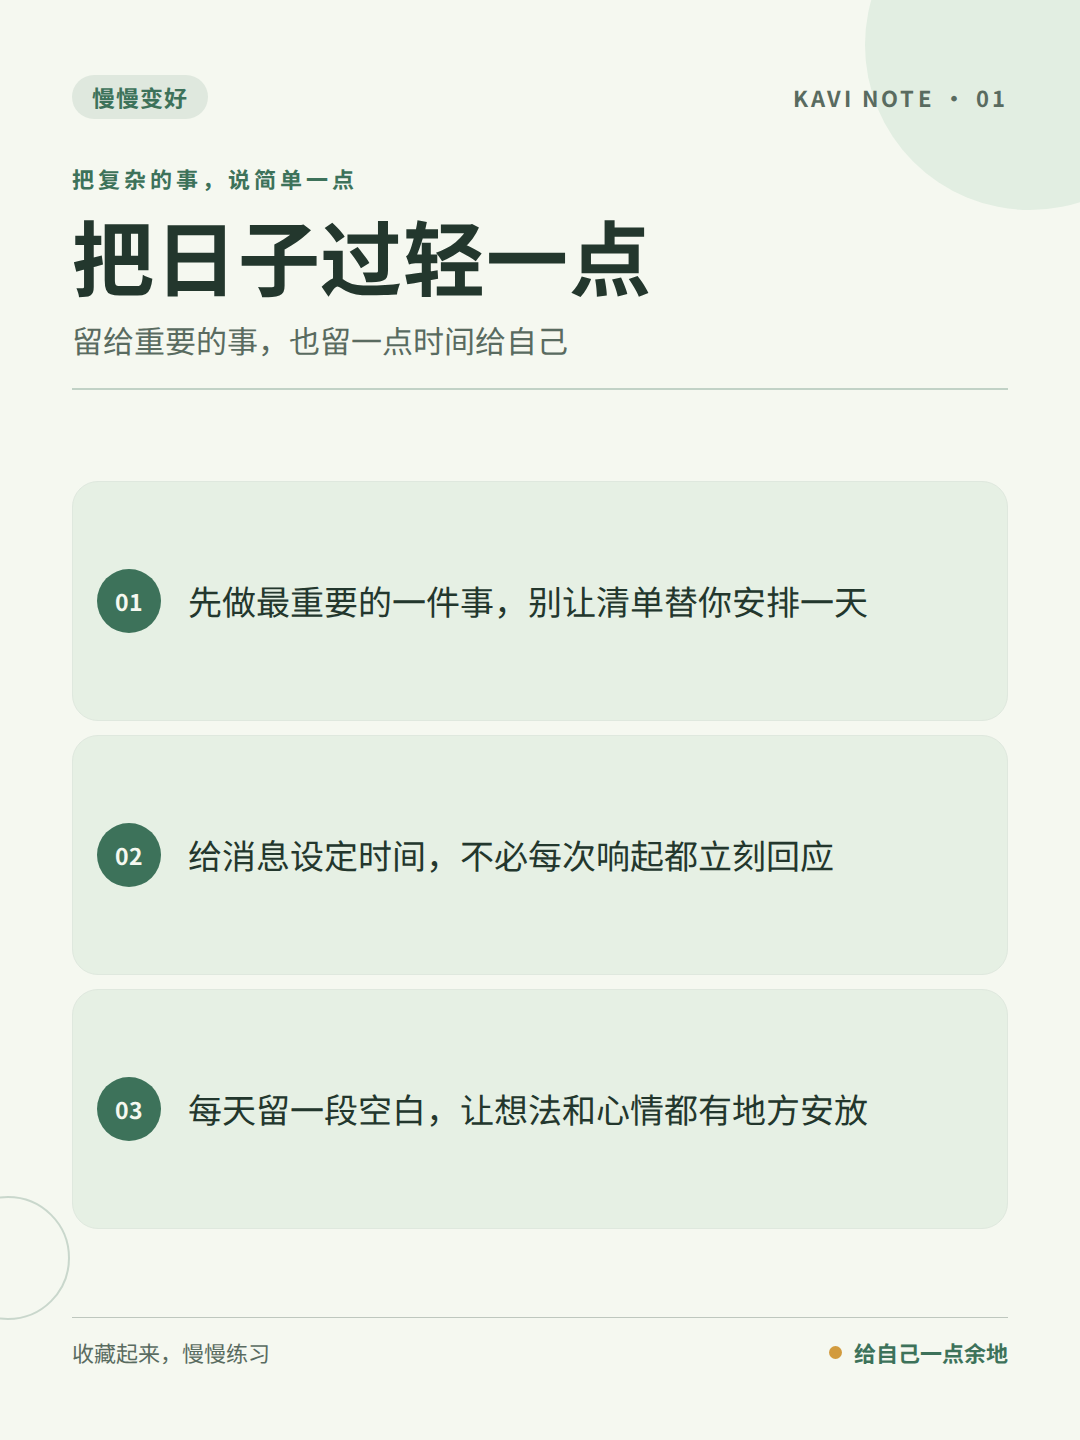 慢慢变好
KAVI NOTE · 01
把复杂的事，说简单一点
把日子过轻一点
留给重要的事，也留一点时间给自己
01 先做最重要的一件事，别让清单替你安排一天
02 给消息设定时间，不必每次响起都立刻回应
03 每天留一段空白，让想法和心情都有地方安放
收藏起来，慢慢练习
给自己一点余地